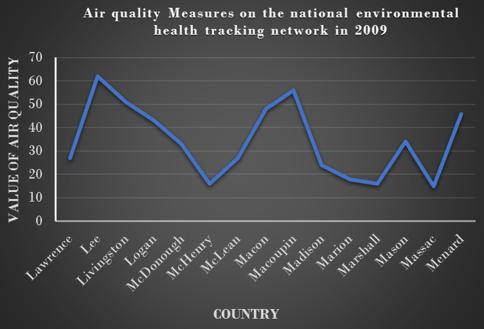 Air quality Measures on the national environmental
health tracking network in 2009
VALUE OF AIR QUALITY
70
60
50
40
30
20
10
0
Lawrence
Lee
Livingston
Logan
McDonough
McHenry
McLean
Macon
Macoupin
Madison
Marion
Marshall
Mason
Massac
Menard
COUNTRY